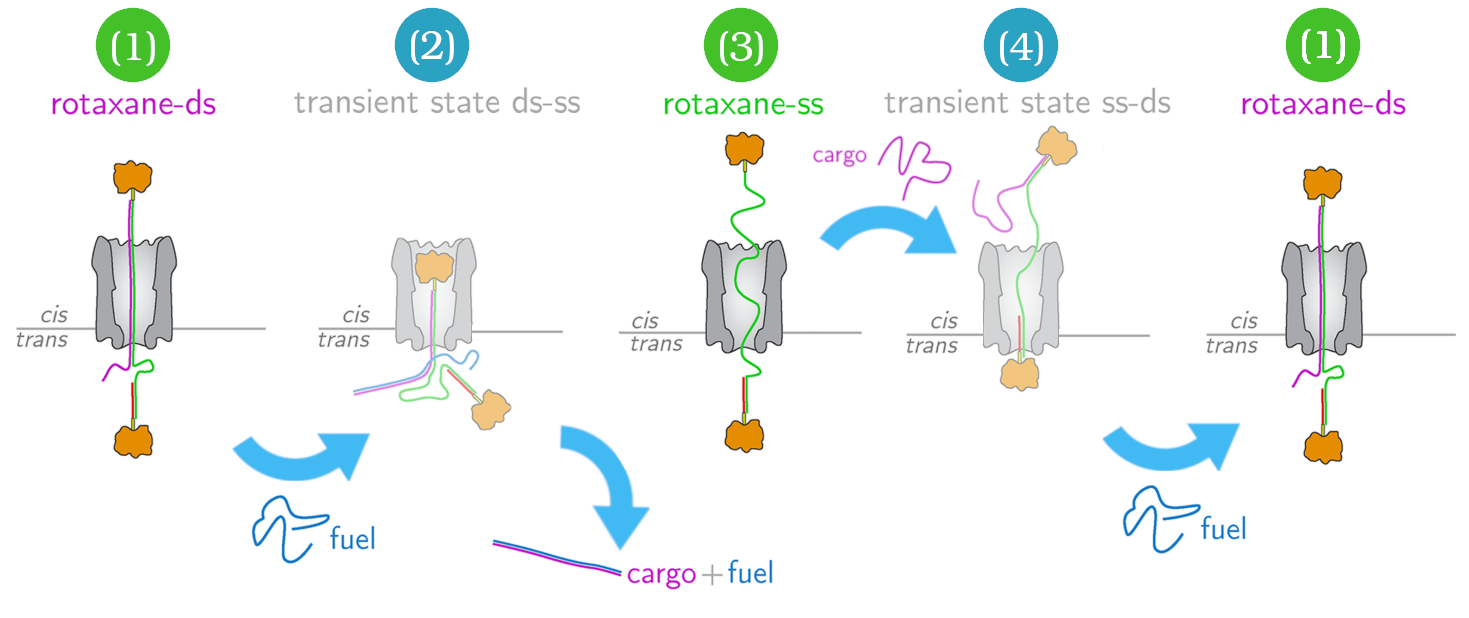 (1)
(2)
(3)
(4)
(1)
rotaxane-ds
transient state ds-ss
rotaxane-ss
transient state ss-ds
rotaxane-ds
cargo
cis
trans
cis
trans
cis
trans
cis
trans
cis
trans
fuel
fuel
cargo + fuel